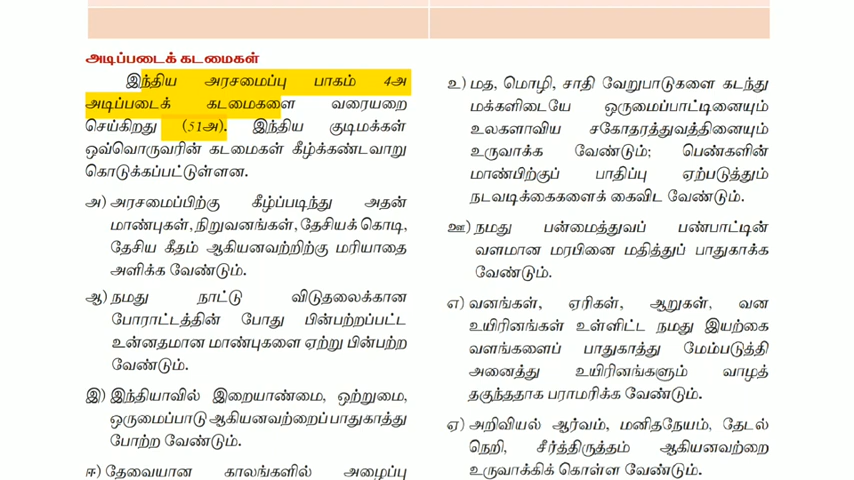 அடிப்படைக் கடமைகள்
இந்திய அரசமைப்பு பாகம் 4அ
அடிப்படைக் கடமைகளை வரையறை
செய்கிறது (51அ). இந்திய குடிமக்கள்
ஒவ்வொருவரின் கடமைகள் கீழ்க்கண்டவாறு
கொடுக்கப்பட்டுள்ளன.
அ) அரசமைப்பிற்கு கீழ்ப்படிந்து அதன்
மாண்புகள், நிறுவனங்கள், தேசியக் கொடி,
தேசிய கீதம் ஆகியனவற்றிற்கு மரியாதை
அளிக்க வேண்டும்.
ஆ) நமது நாட்டு விடுதலைக்கான
போராட்டத்தின் போது பின்பற்றப்பட்ட
உன்னதமான மாண்புகளை ஏற்று பின்பற்ற
வேண்டும்.
இ) இந்தியாவில் இறையாண்மை, ஒற்றுமை,
ஒருமைப்பாடு ஆகியனவற்றைப் பாதுகாத்து
போற்ற வேண்டும்.
ஈ) தேவையான காலங்களில் அழைப்பு
உ) மத, மொழி, சாதி வேறுபாடுகளை கடந்து
மக்களிடையே ஒருமைப்பாட்டினையும்
உலகளாவிய சகோதரத்துவத்தினையும்
உருவாக்க வேண்டும்; பெண்களின்
மாண்பிற்குப் பாதிப்பு ஏற்படுத்தும்
நடவடிக்கைகளைக் கைவிட வேண்டும்.
ஊ) நமது பன்மைத்துவப் பண்பாட்டின்
வளமான மரபினை மதித்துப் பாதுகாக்க
வேண்டும்.
எ) வனங்கள், ஏரிகள், ஆறுகள், வன
உயிரினங்கள் உள்ளிட்ட நமது இயற்கை
வளங்களைப் பாதுகாத்து மேம்படுத்தி
அனைத்து உயிரினங்களும் வாழத்
தகுந்ததாக பராமரிக்க வேண்டும்.
ஏ) அறிவியல் ஆர்வம், மனிதநேயம், தேடல்
நெறி, சீர்த்திருத்தம் ஆகியனவற்றை
உருவாக்கிக் கொள்ள வேண்டும்.